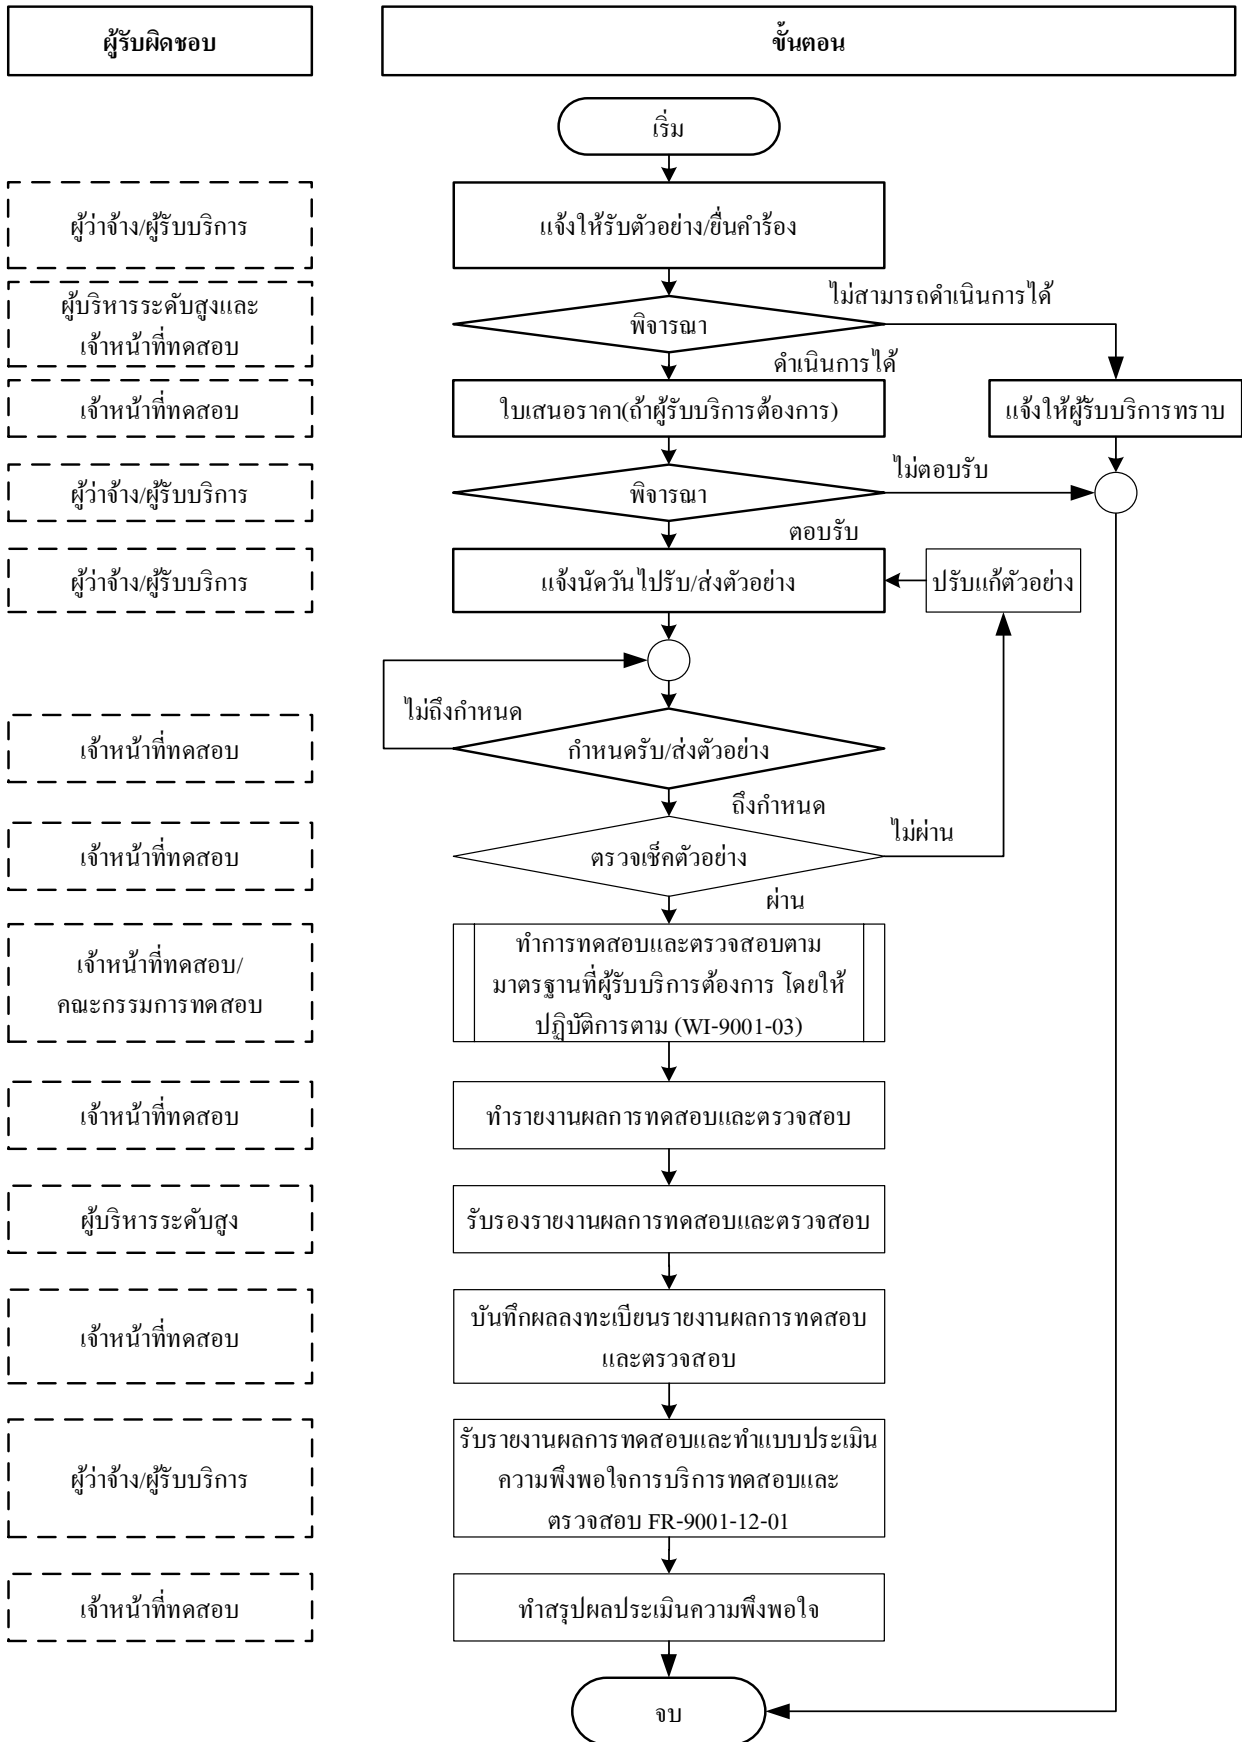 ผู้รับผิดชอบ
ขั้นตอน
เริ่ม
ผู้ว่าจ้าง/ผู้รับบริการ
แจ้งให้รับตัวอย่าง/ยื่นคำร้อง
ผู้บริหารระดับสูงและ
เจ้าหน้าที่ทดสอบ
พิจารณา
ไม่สามารถดำเนินการได้
ดำเนินการได้
เจ้าหน้าที่ทดสอบ
ใบเสนอราคา(ถ้าผู้รับบริการต้องการ)
แจ้งให้ผู้รับบริการทราบ
ผู้ว่าจ้าง/ผู้รับบริการ
พิจารณา
ไม่ตอบรับ
ตอบรับ
ผู้ว่าจ้าง/ผู้รับบริการ
แจ้งนัดวันไปรับ/ส่งตัวอย่าง
ปรับแก้ตัวอย่าง
ไม่ถึงกำหนด
เจ้าหน้าที่ทดสอบ
กำหนดรับ/ส่งตัวอย่าง
ถึงกำหนด
เจ้าหน้าที่ทดสอบ
ตรวจเช็คตัวอย่าง
ไม่ผ่าน
ผ่าน
เจ้าหน้าที่ทดสอบ/
คณะกรรมการทดสอบ
ทำการทดสอบและตรวจสอบตาม
มาตรฐานที่ผู้รับบริการต้องการ โดยให้
ปฏิบัติการตาม (WI-9001-03)
เจ้าหน้าที่ทดสอบ
ทำรายงานผลการทดสอบและตรวจสอบ
ผู้บริหารระดับสูง
รับรองรายงานผลการทดสอบและตรวจสอบ
เจ้าหน้าที่ทดสอบ
บันทึกผลลงทะเบียนรายงานผลการทดสอบ
และตรวจสอบ
ผู้ว่าจ้าง/ผู้รับบริการ
รับรายงานผลการทดสอบและทำแบบประเมิน
ความพึงพอใจการบริการทดสอบและ
ตรวจสอบ FR-9001-12-01
เจ้าหน้าที่ทดสอบ
ทำสรุปผลประเมินความพึงพอใจ
จบ